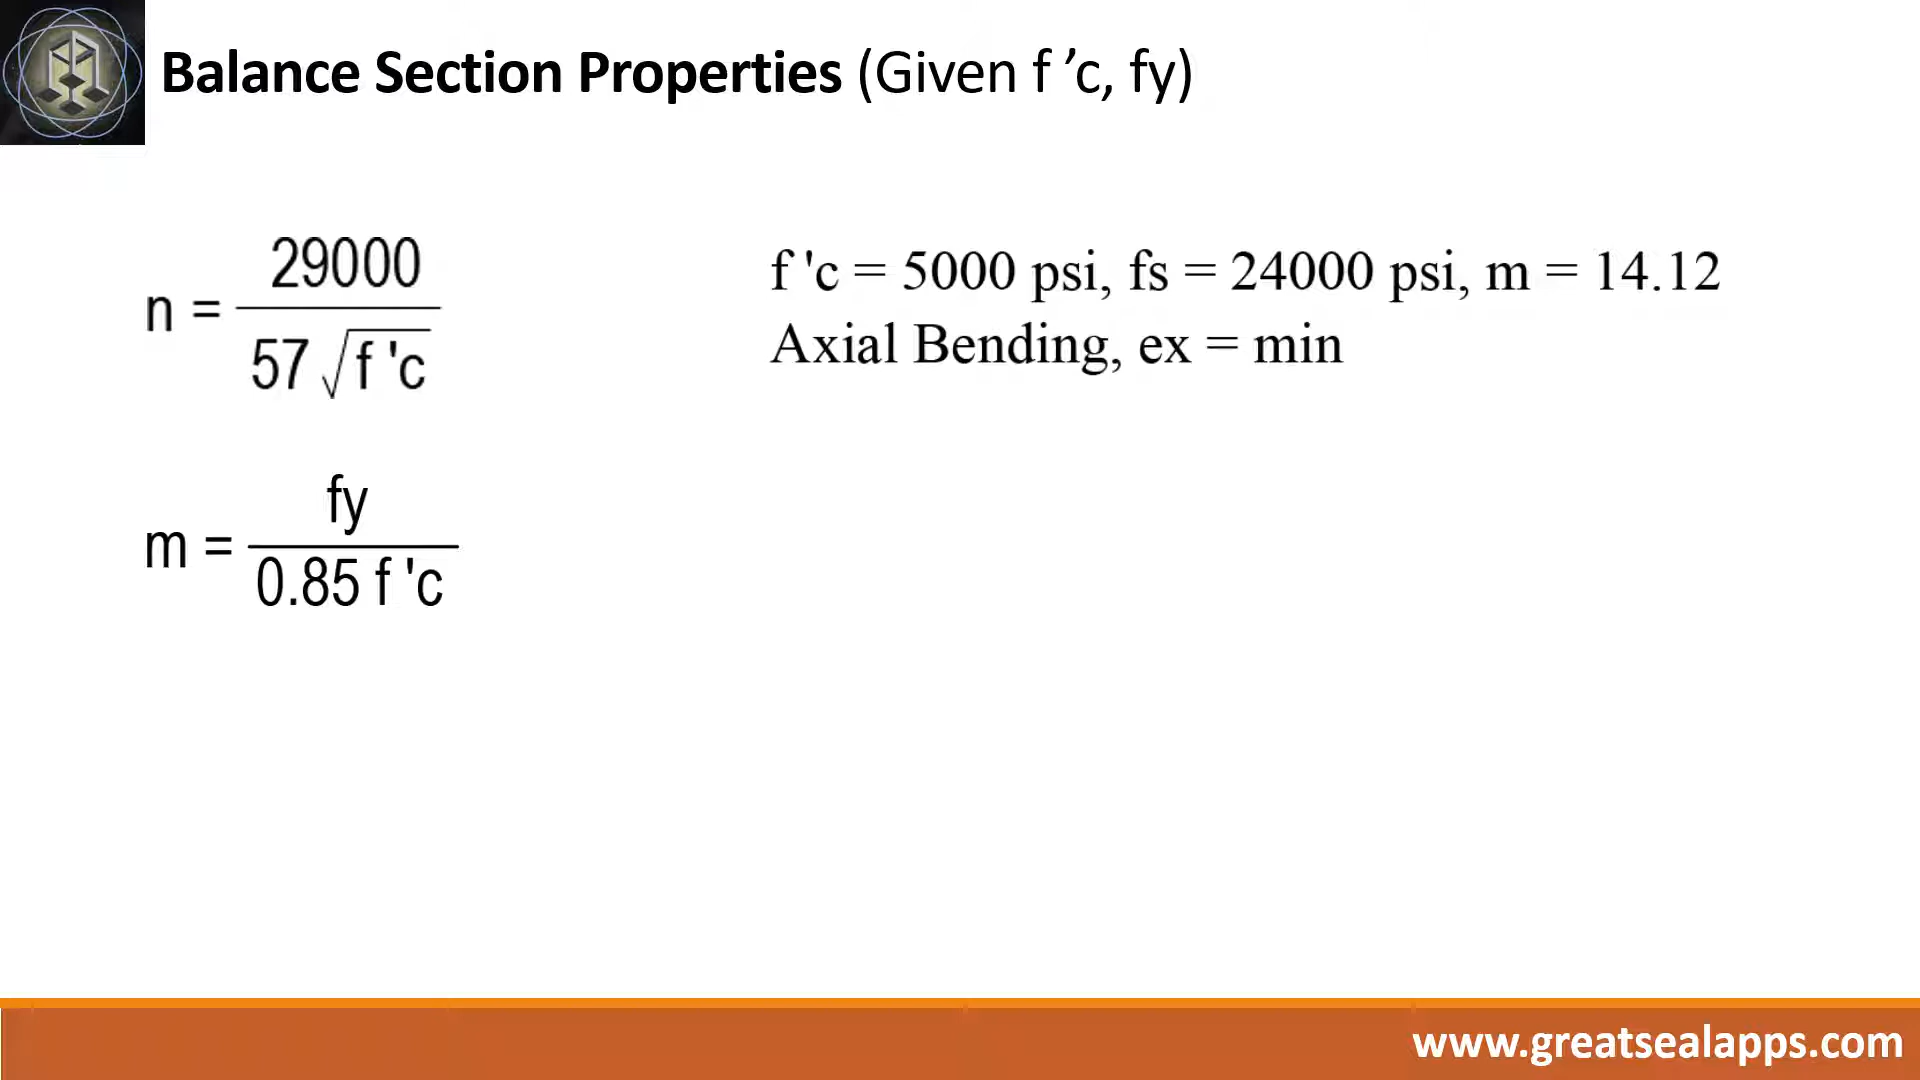 Balance Section Properties (Given f ’c, fy)
n = 29000 / 57 √f 'c
f 'c = 5000 psi, fs = 24000 psi, m = 14.12
Axial Bending, ex = min
m = fy / 0.85 f 'c
www.greatsealapps.com